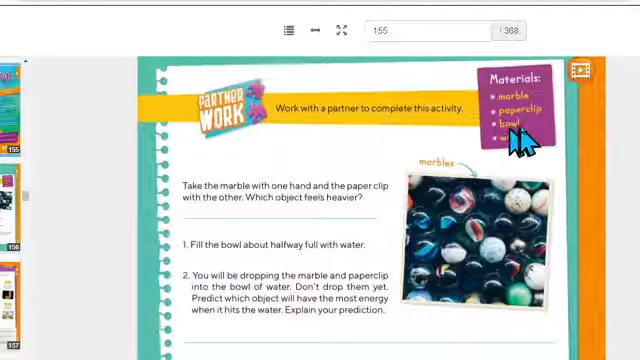 155
/ 368
155
PARTNER
WORK
Work with a partner to complete this activity.
Materials:
marble
paperclip
bowl
marbles
Take the marble with one hand and the paper clip
with the other. Which object feels heavier?
156
1. Fill the bowl about halfway full with water.
2. You will be dropping the marble and paperclip
into the bowl of water. Don't drop them yet.
Predict which object will have the most energy
when it hits the water. Explain your prediction.
157